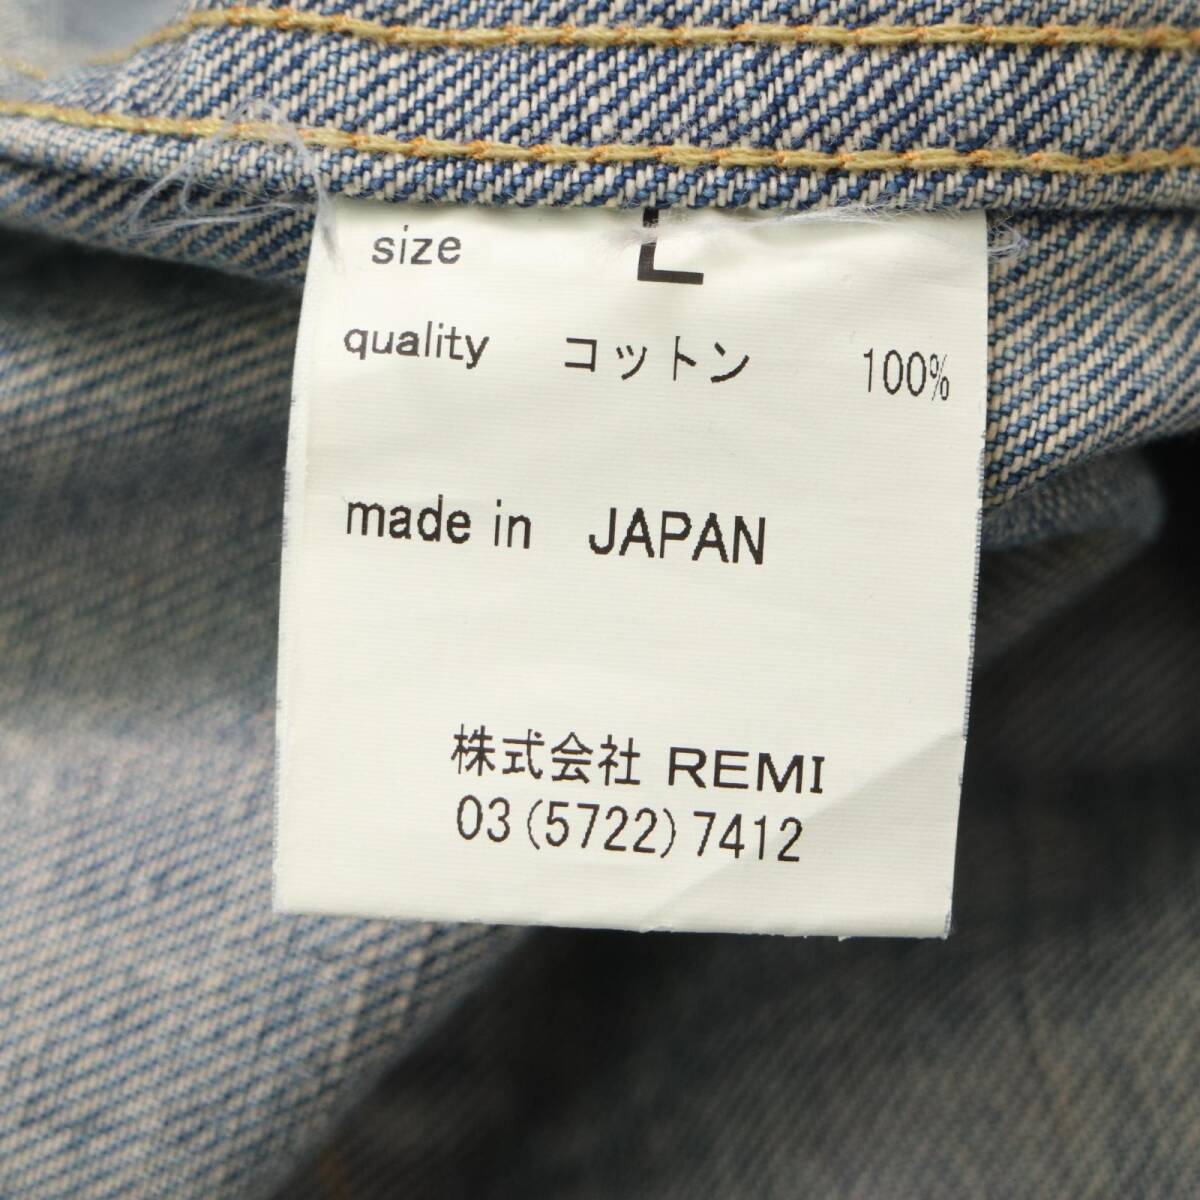 size L
quality コットン 100%
made in JAPAN
株式会社 REMI
03(5722)7412